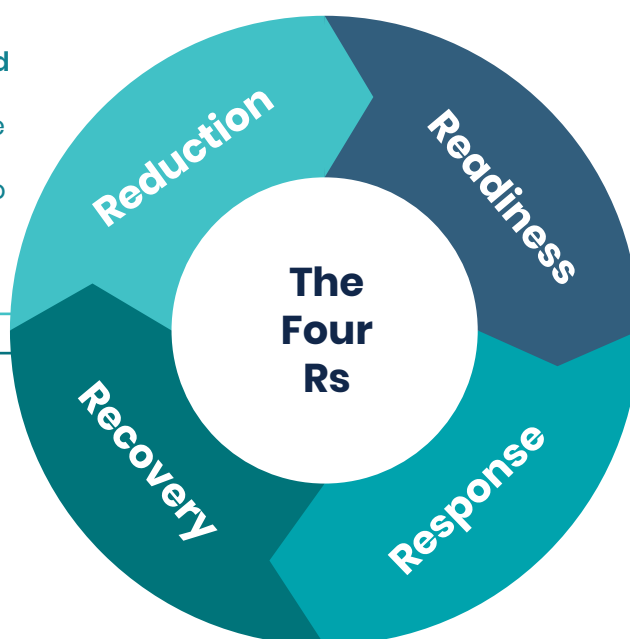 Reduction
Readiness
The
Four
Rs
Recovery
Response